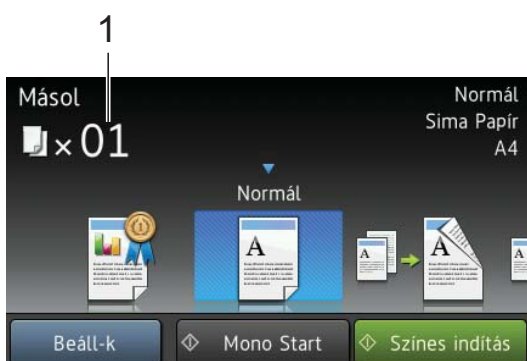 1
Másol
×01
Normál
Sima Papír
A4
Normál
A
A
A
A
Beáll-k
Mono Start
Színes indítás